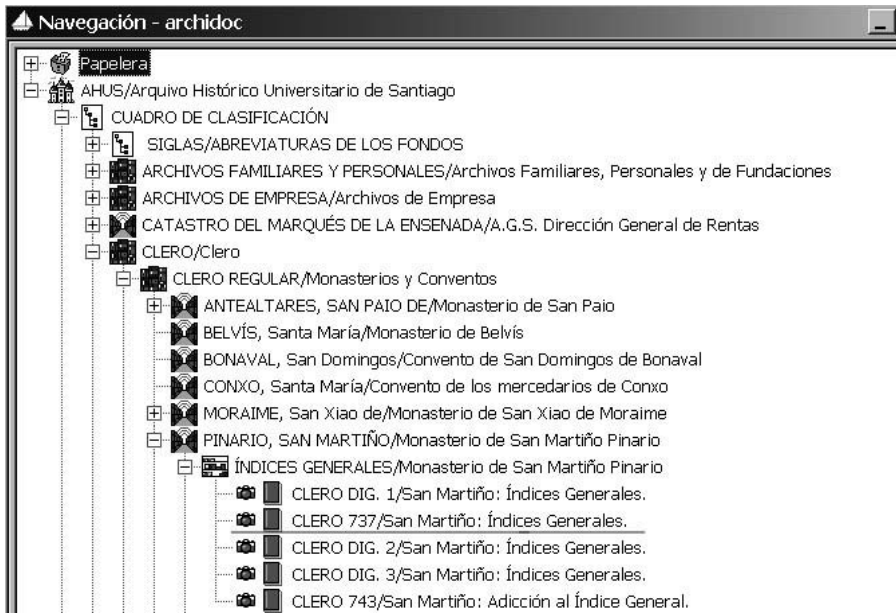 Navegación - archidoc
Papelera
AHUS/Arquivo Histórico Universitario de Santiago
CUADRO DE CLASIFICACIÓN
SIGLAS/ABREVIATURAS DE LOS FONDOS
ARCHIVOS FAMILIARES Y PERSONALES/Archivos Familiares, Personales y de Fundaciones
ARCHIVOS DE EMPRESA/Archivos de Empresa
CATASTRO DEL MARQUÉS DE LA ENSENADA/A.G.S. Dirección General de Rentas
CLERO/Clero
CLERO REGULAR/Monasterios y Conventos
ANTEALTARES, SAN PAIO DE/Monasterio de San Paio
BELVÍS, Santa María/Monasterio de Belvís
BONAVAL, San Domingos/Convento de San Domingos de Bonaval
CONXO, Santa María/Convento de los mercedarios de Conxo
MORAIME, San Xiao de/Monasterio de San Xiao de Moraime
PINARIO, SAN MARTIÑO/Monasterio de San Martiño Pinario
ÍNDICES GENERALES/Monasterio de San Martiño Pinario
CLERO DIG. 1/San Martiño: Índices Generales.
CLERO 737/San Martiño: Índices Generales.
CLERO DIG. 2/San Martiño: Índices Generales.
CLERO DIG. 3/San Martiño: Índices Generales.
CLERO 743/San Martiño: Adicción al Índice General.